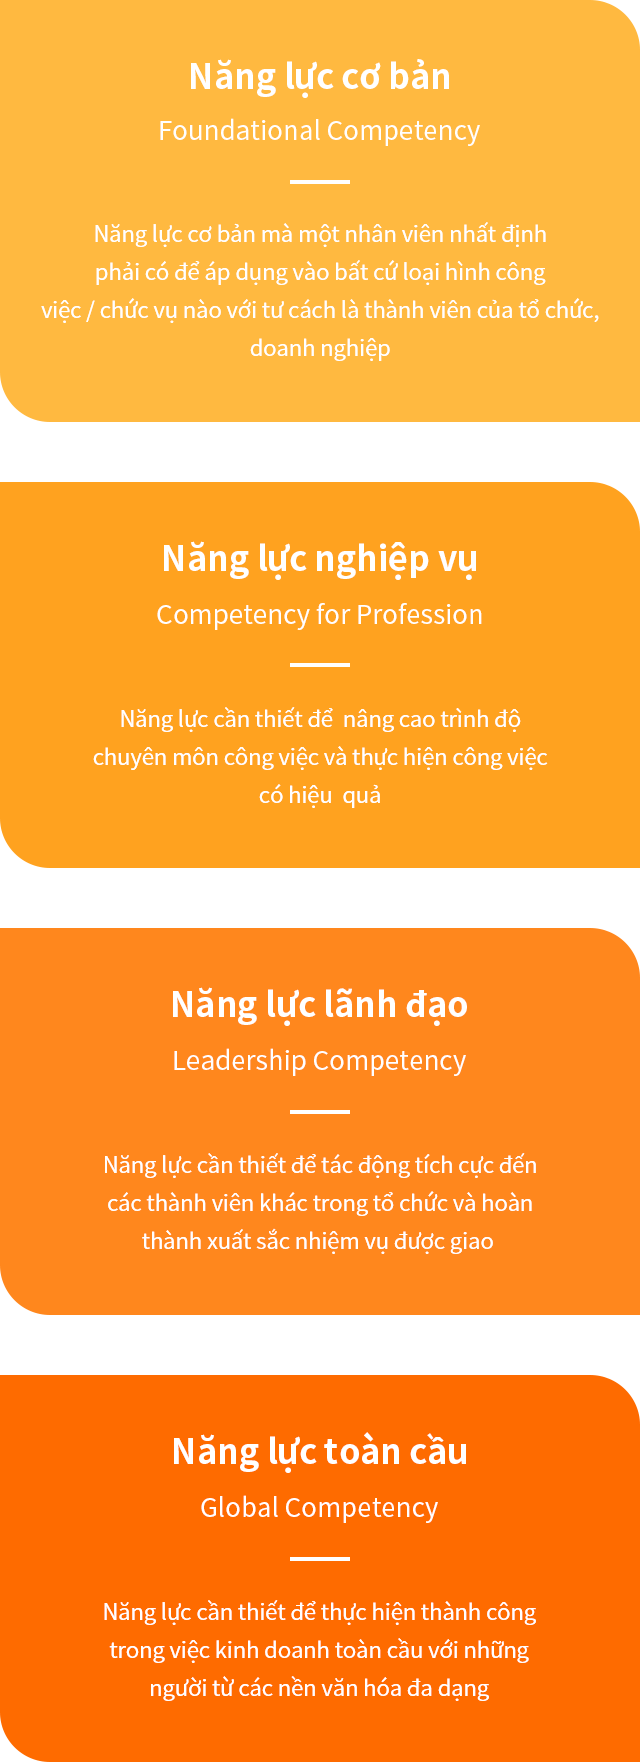 Năng lực cơ bản
Foundational Competency
Năng lực cơ bản mà một nhân viên nhất định
phải có để áp dụng vào bất cứ loại hình công
việc / chức vụ nào với tư cách là thành viên của tổ chức,
doanh nghiệp
Năng lực nghiệp vụ
Competency for Profession
Năng lực cần thiết để nâng cao trình độ
chuyên môn công việc và thực hiện công việc
có hiệu quả
Năng lực lãnh đạo
Leadership Competency
Năng lực cần thiết để tác động tích cực đến
các thành viên khác trong tổ chức và hoàn
thành xuất sắc nhiệm vụ được giao
Năng lực toàn cầu
Global Competency
Năng lực cần thiết để thực hiện thành công
trong việc kinh doanh toàn cầu với những
người từ các nền văn hóa đa dạng